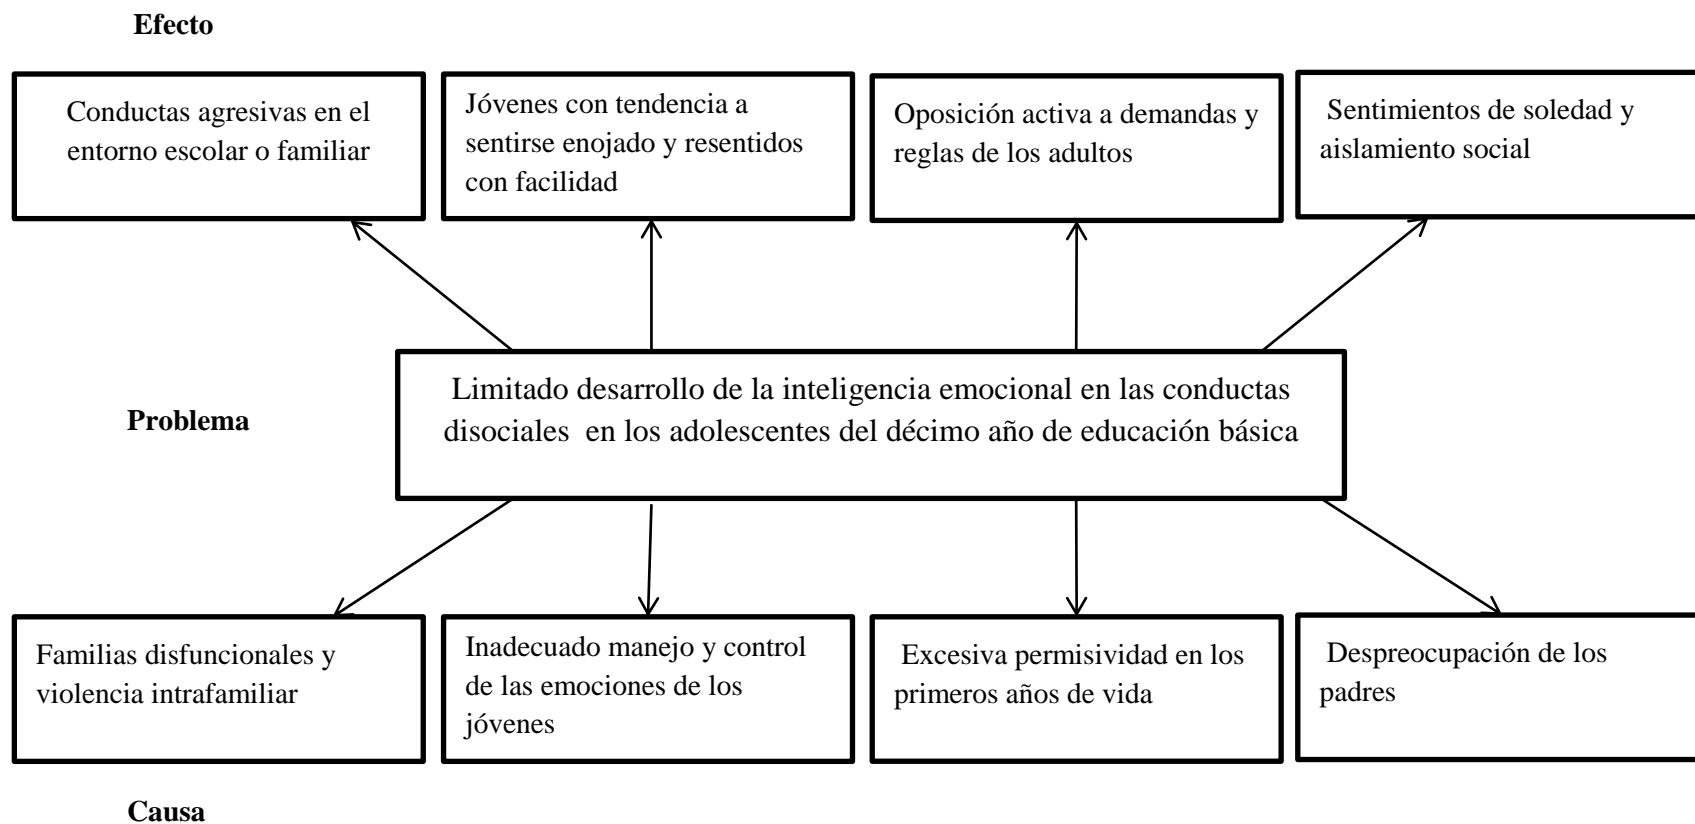 Efecto
Conductas agresivas en el
entorno escolar o familiar
Jóvenes con tendencia a
sentirse enojado y resentidos
con facilidad
Oposición activa a demandas y
reglas de los adultos
Sentimientos de soledad y
aislamiento social
Problema
Limitado desarrollo de la inteligencia emocional en las conductas
disociales en los adolescentes del décimo año de educación básica
Familias disfuncionales y
violencia intrafamiliar
Inadecuado manejo y control
de las emociones de los
jóvenes
Excesiva permisividad en los
primeros años de vida
Despreocupación de los
padres
Causa